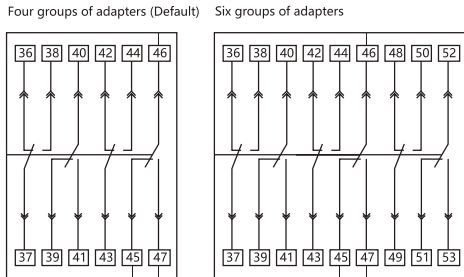 Four groups of adapters (Default) Six groups of adapters
36 38 40 42 44 46 36 38 40 42 44 46 48 50 52
37 39 41 43 45 47 37 39 41 43 45 47 49 51 53